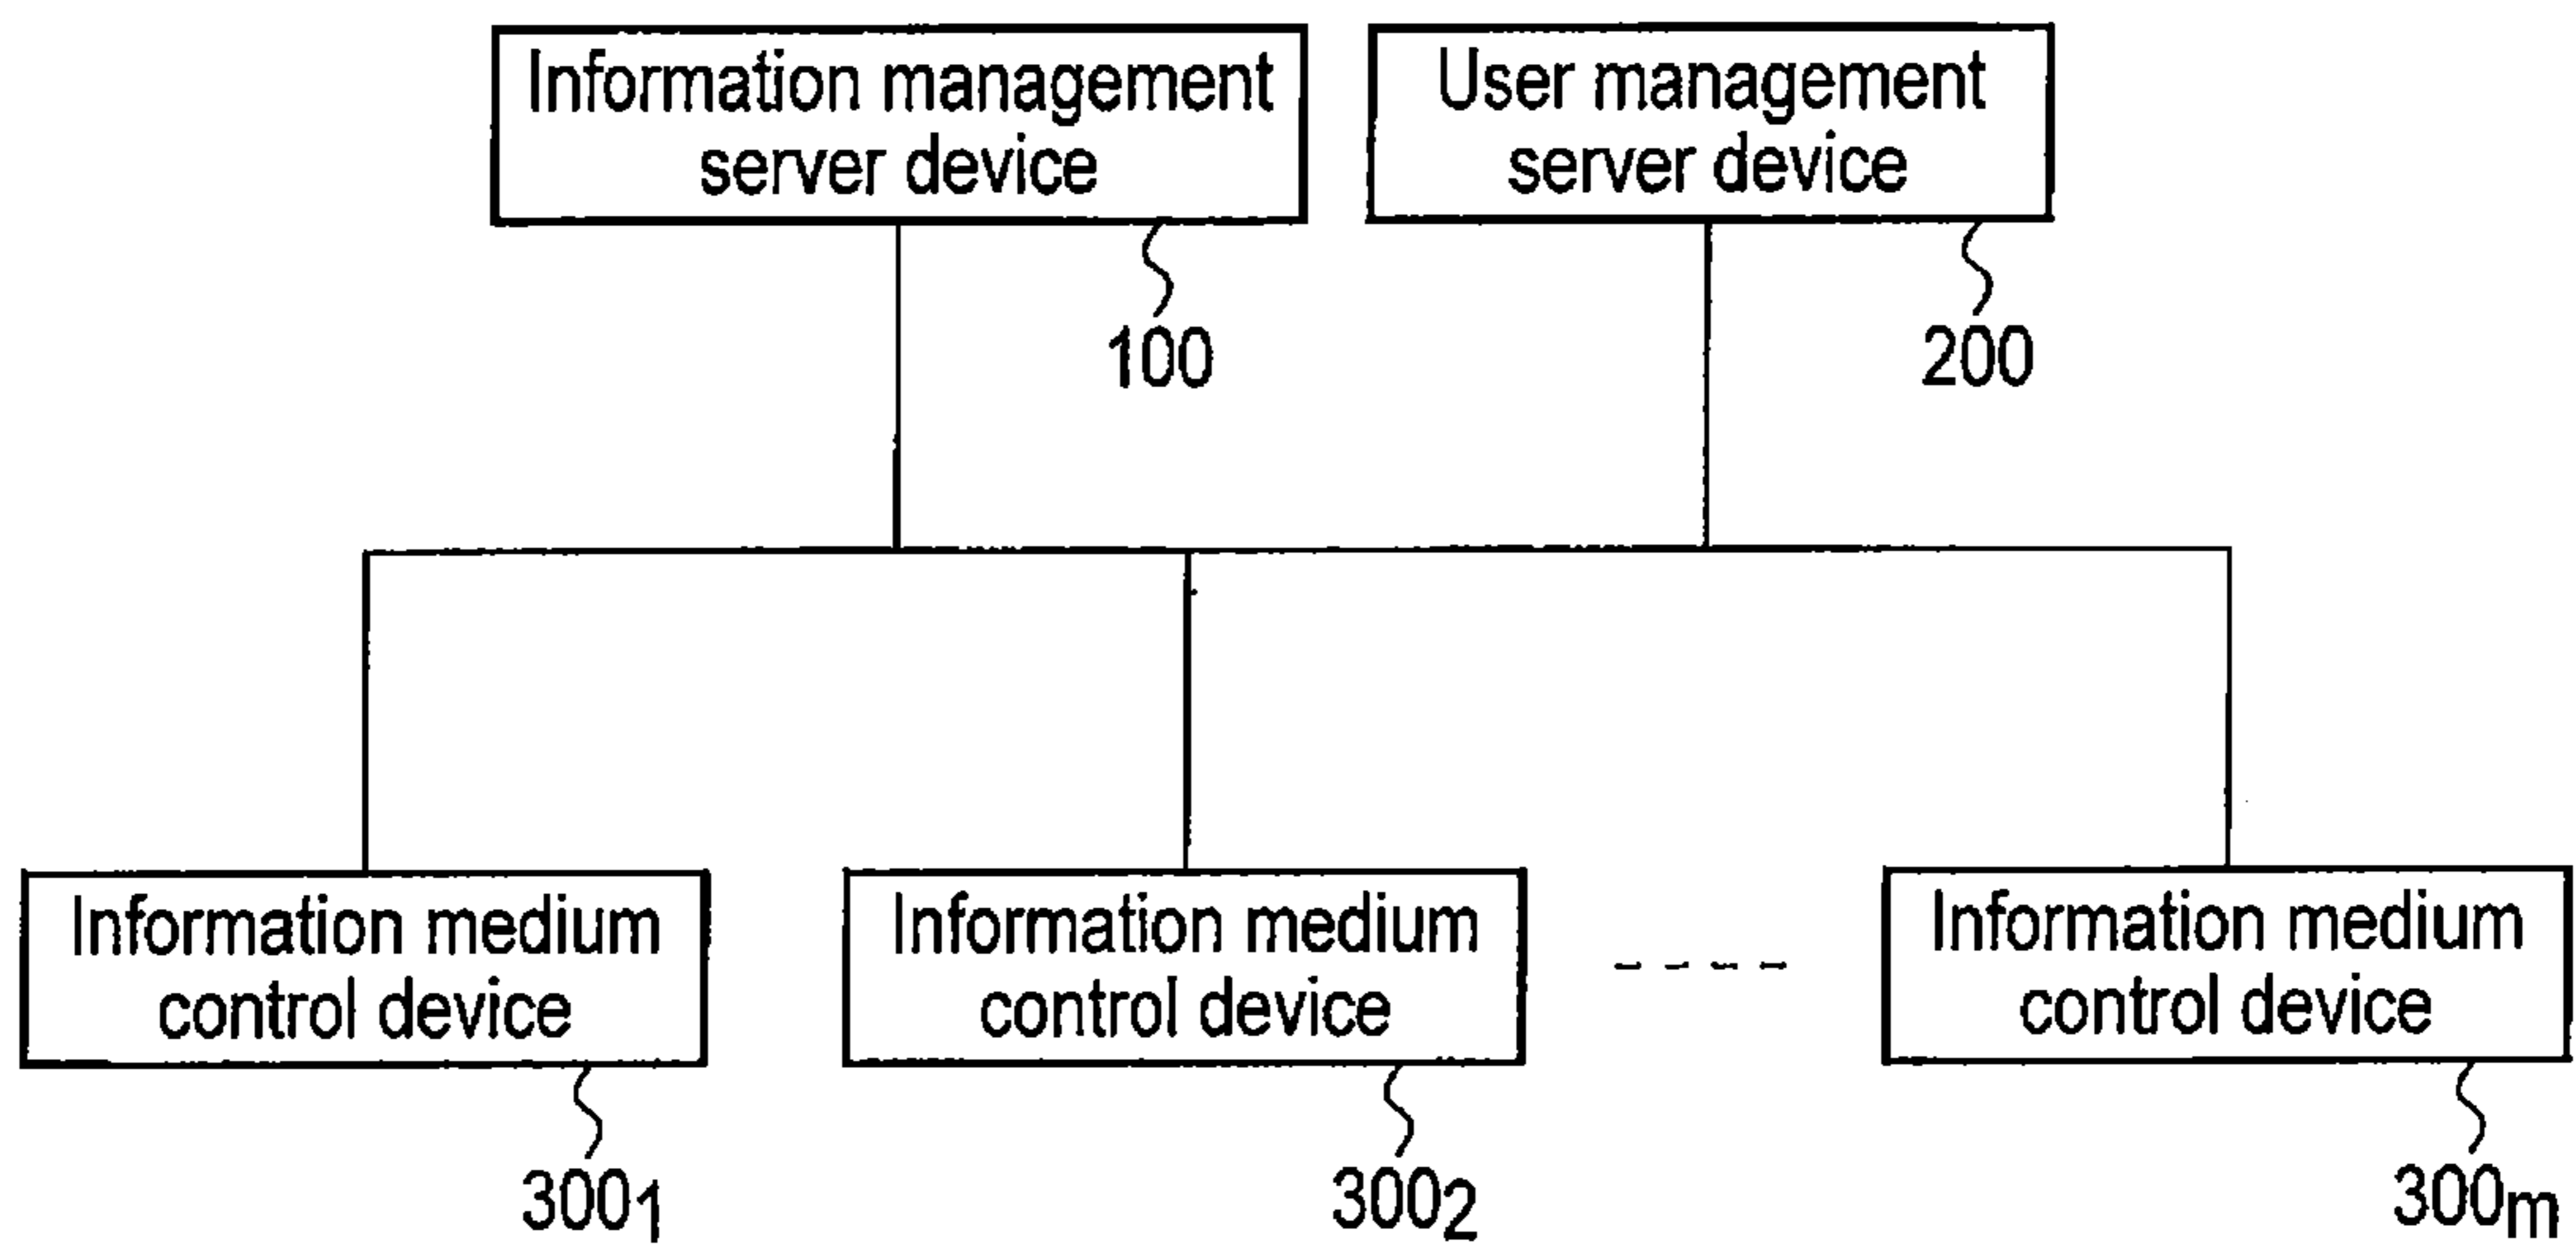 Information management
server device
User management
server device
100
200
Information medium
control device
Information medium
control device
Information medium
control device
300₁
300₂
300ₘ